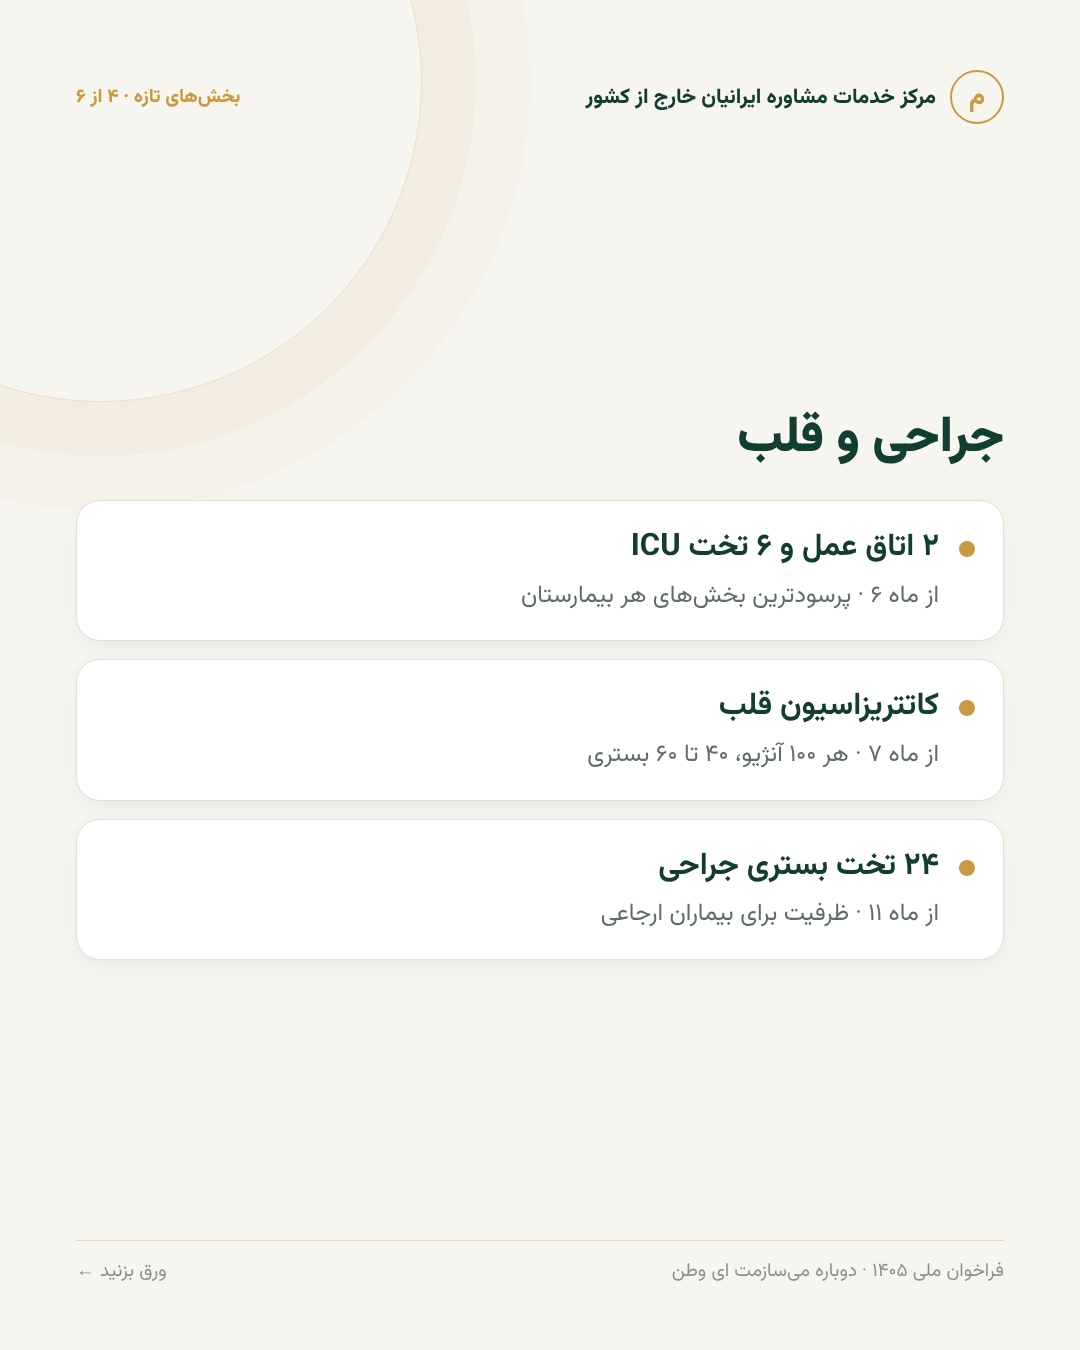 م
مرکز خدمات مشاوره ایرانیان خارج از کشور
بخش‌های تازه · ۴ از ۶
جراحی و قلب
۲ اتاق عمل و ۶ تخت ICU
از ماه ۶ · پرسودترین بخش‌های هر بیمارستان
کاتتریزاسیون قلب
از ماه ۷ · هر ۱۰۰ آنژیو، ۴۰ تا ۶۰ بستری
۲۴ تخت بستری جراحی
از ماه ۱۱ · ظرفیت برای بیماران ارجاعی
فراخوان ملی ۱۴۰۵ · دوباره می‌سازمت ای وطن
ورق بزنید ←